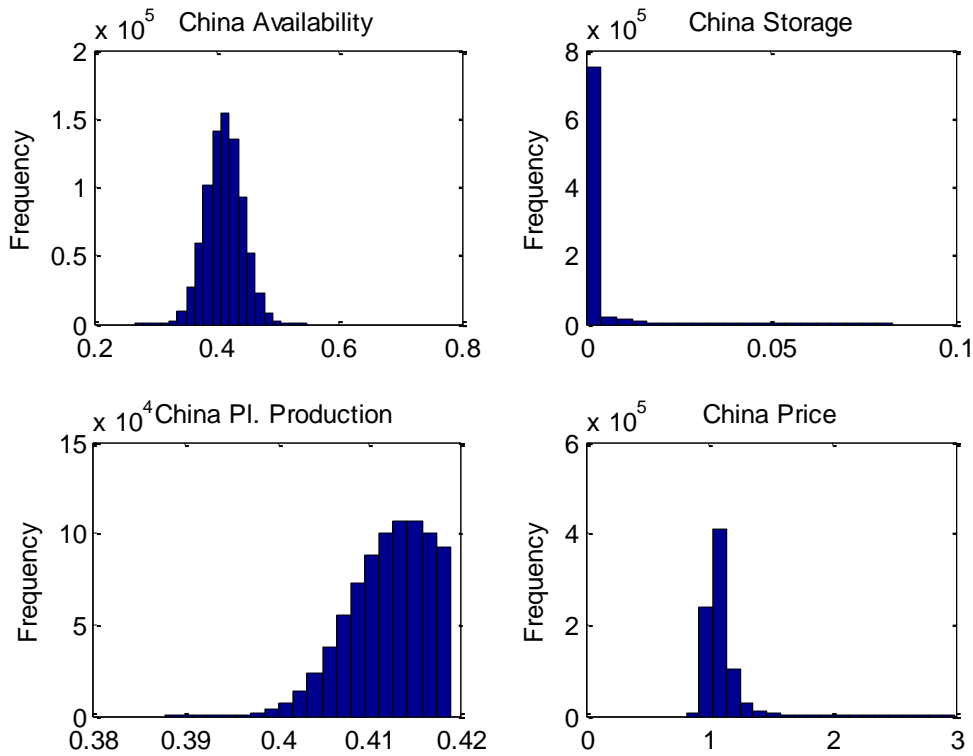 x 10^5 China Availability
2
1.5
1
0.5
0
Frequency
0.2 0.4 0.6 0.8
x 10^5 China Storage
8
6
4
2
0
Frequency
0 0.05 0.1
x 10^4 China Pl. Production
15
10
5
0
Frequency
0.38 0.39 0.4 0.41 0.42
x 10^5 China Price
6
4
2
0
Frequency
0 1 2 3